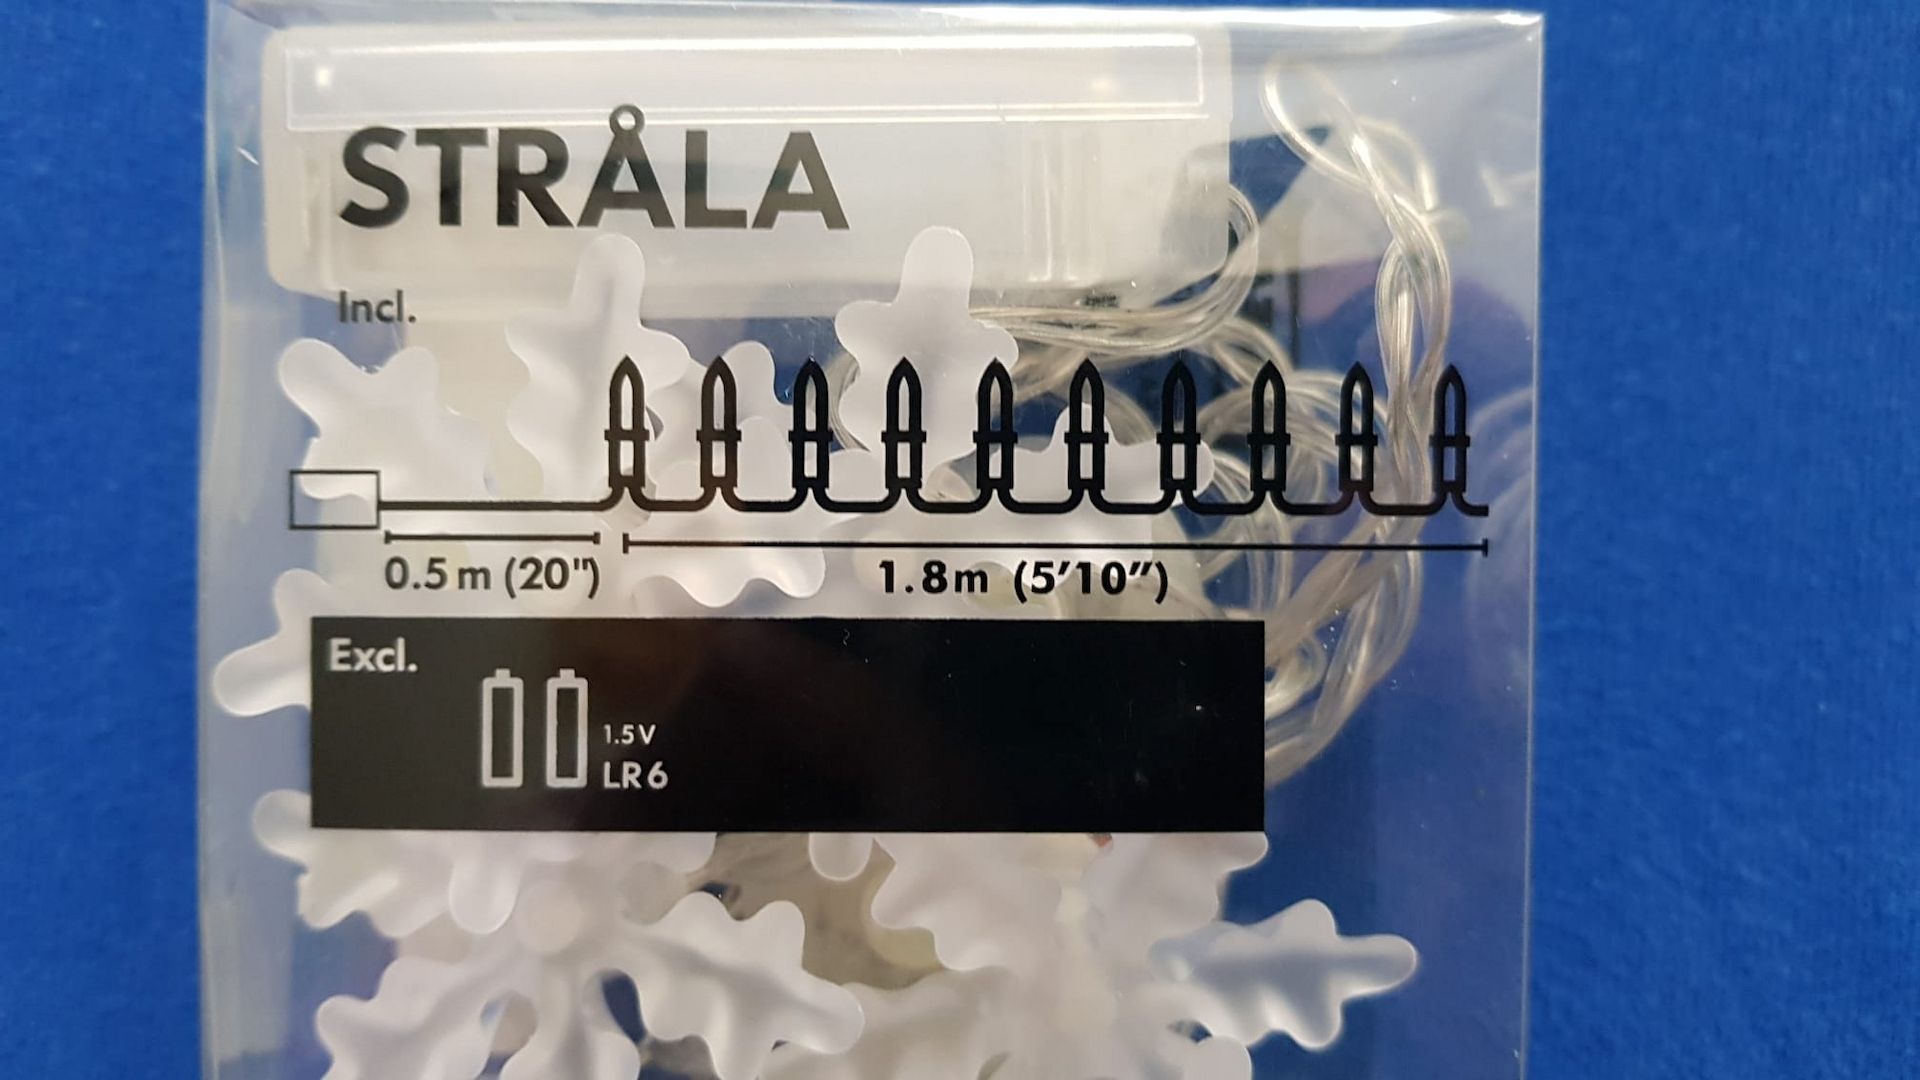 STRÅLA
Incl.
0.5 m (20")
1.8m (5'10")
Excl.
1.5 V
LR6